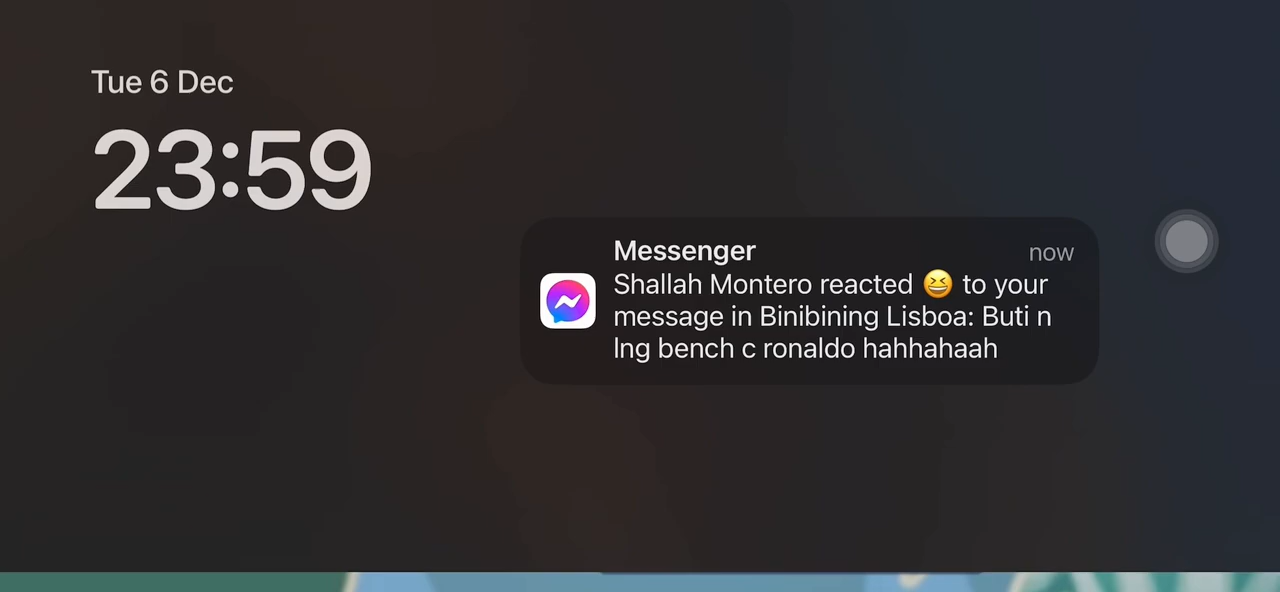 Tue 6 Dec
23:59
Messenger
now
Shallah Montero reacted 😆 to your
message in Binibining Lisboa: Buti n
lng bench c ronaldo hahhahaah